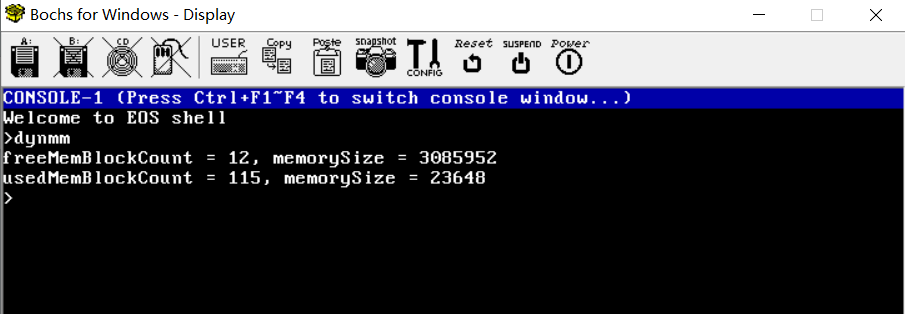 Bochs for Windows - Display
A: B: CD USER Copy Paste snapshot CONFIG Reset SUSPEND Power
CONSOLE-1 (Press Ctrl+F1~F4 to switch console window...)
Welcome to EOS shell
>dynmm
freeMemBlockCount = 12, memorySize = 3085952
usedMemBlockCount = 115, memorySize = 23648
>